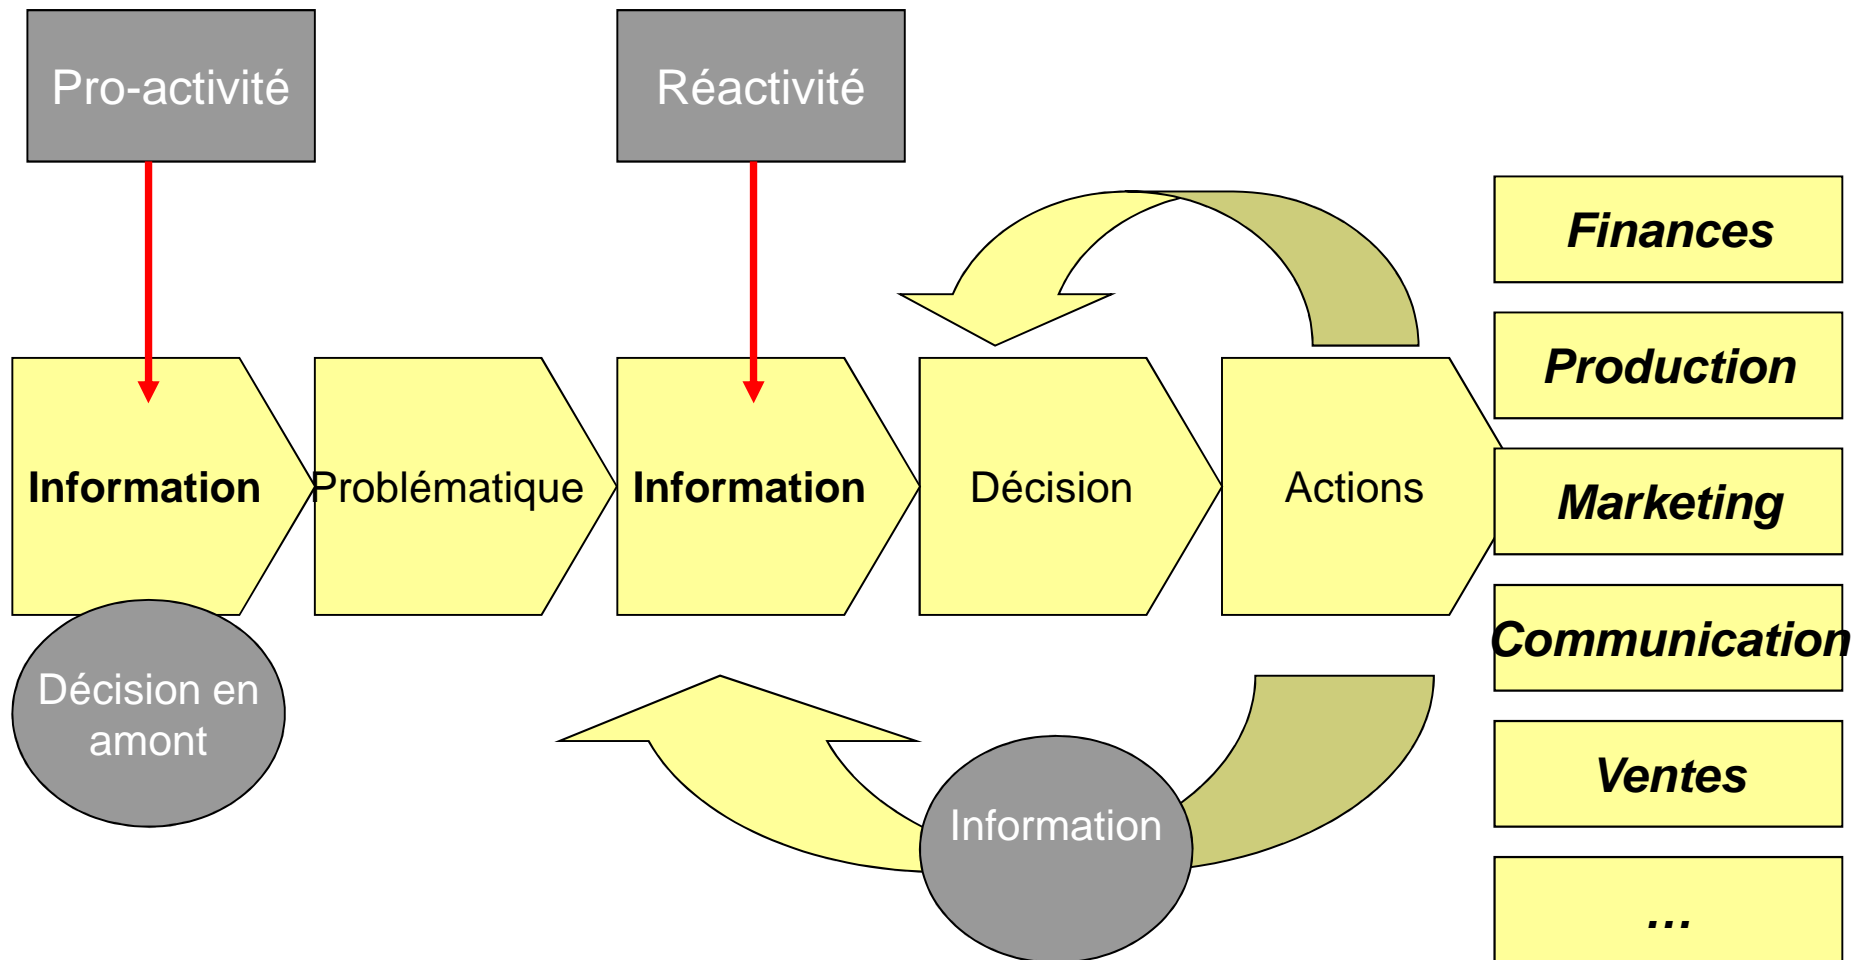 Pro-activité
Réactivité
Information
Problématique
Information
Décision
Actions
Décision en
amont
Information
Finances
Production
Marketing
Communication
Ventes
…